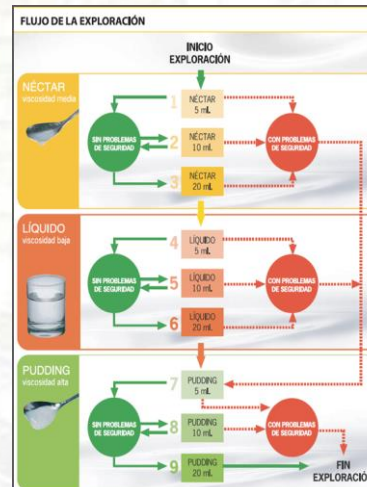 FLUJO DE LA EXPLORACIÓN
INICIO
EXPLORACIÓN
NÉCTAR
viscosidad media
SIN PROBLEMAS
DE SEGURIDAD
1
NÉCTAR
5 mL
2
NÉCTAR
10 mL
3
NÉCTAR
20 mL
CON PROBLEMAS
DE SEGURIDAD
LÍQUIDO
viscosidad baja
SIN PROBLEMAS
DE SEGURIDAD
4
LÍQUIDO
5 mL
5
LÍQUIDO
10 mL
6
LÍQUIDO
20 mL
CON PROBLEMAS
DE SEGURIDAD
PUDDING
viscosidad alta
SIN PROBLEMAS
DE SEGURIDAD
7
PUDDING
5 mL
8
PUDDING
10 mL
9
PUDDING
20 mL
CON PROBLEMAS
DE SEGURIDAD
FIN
EXPLORACIÓN